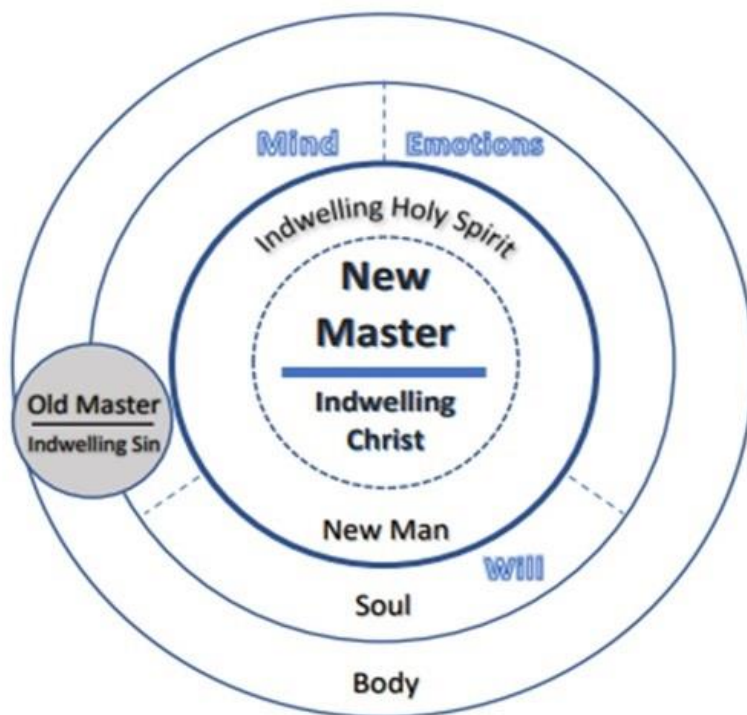 Mind Emotions
Indwelling Holy Spirit
New
Master
Indwelling
Christ
Old Master
Indwelling Sin
New Man
Will
Soul
Body